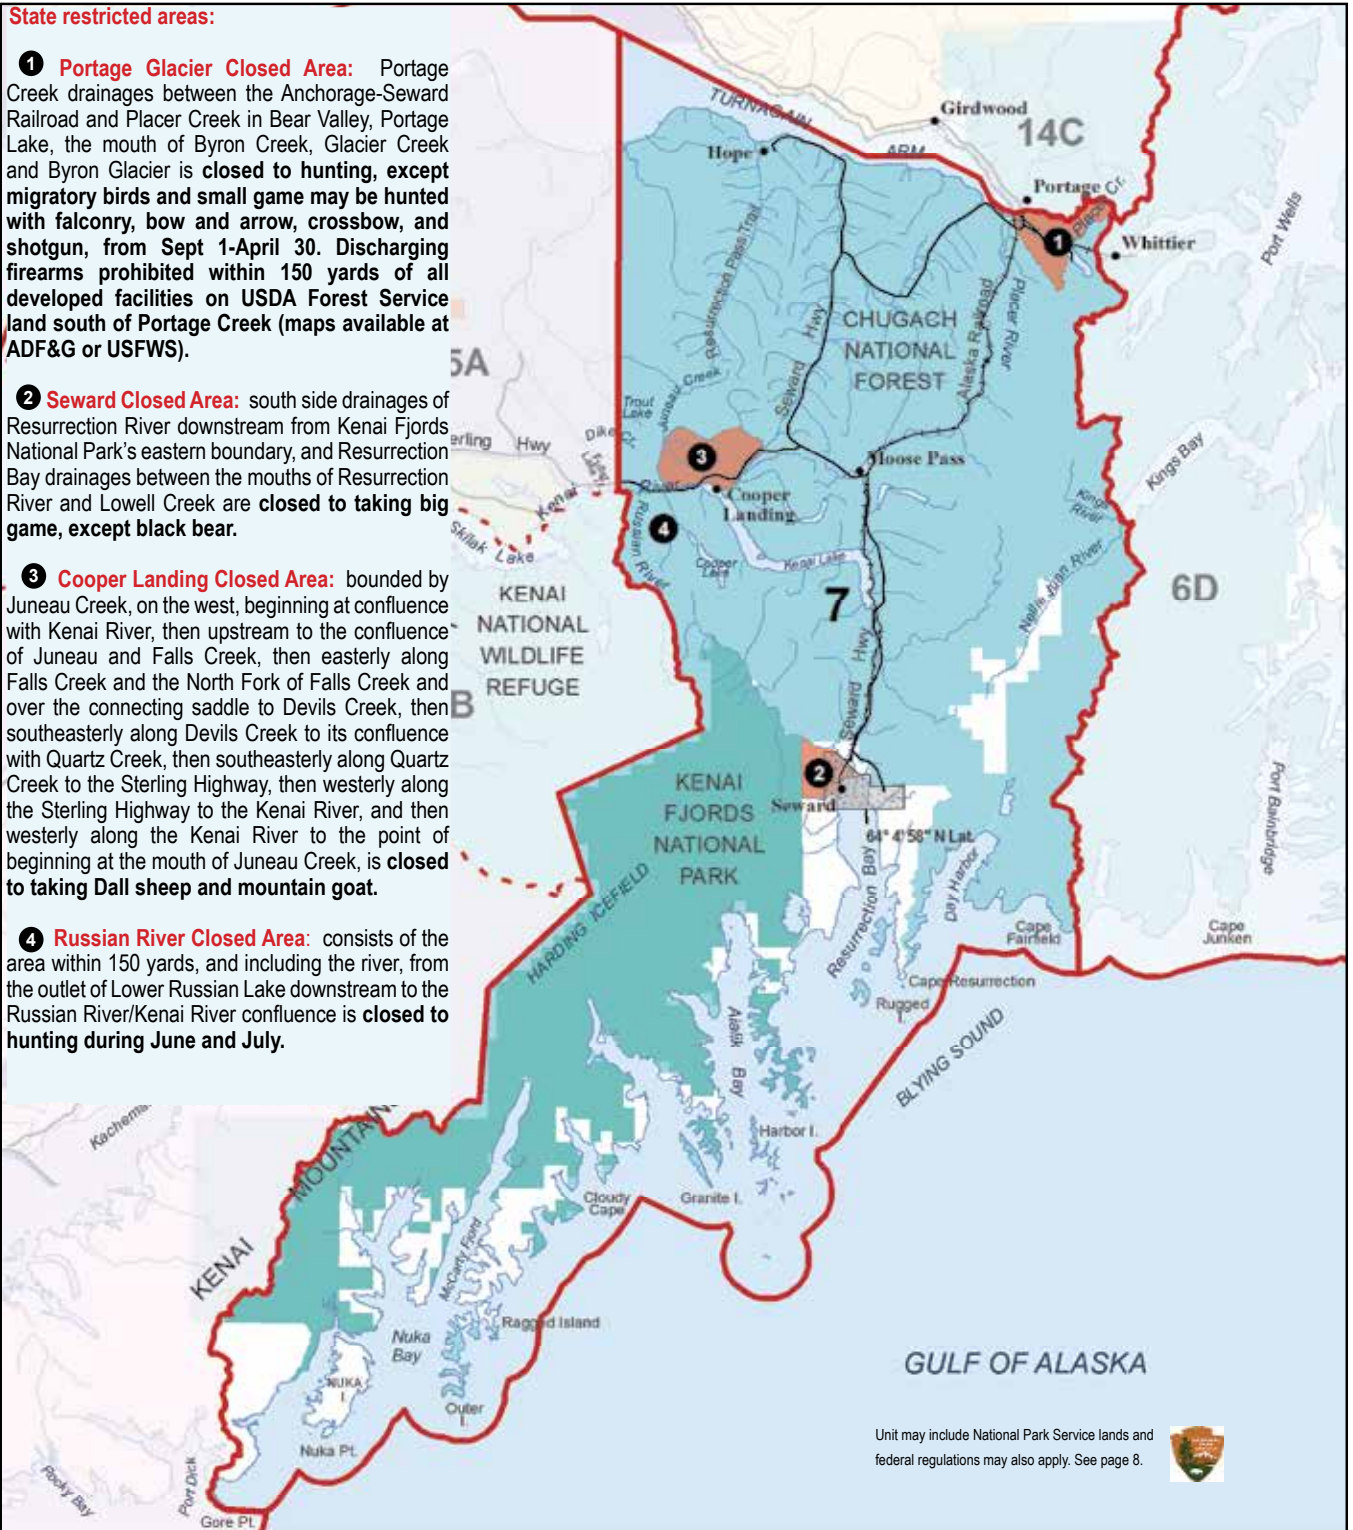 State restricted areas:
1 Portage Glacier Closed Area: Portage
Creek drainages between the Anchorage-Seward
Railroad and Placer Creek in Bear Valley, Portage
Lake, the mouth of Byron Creek, Glacier Creek
and Byron Glacier is closed to hunting, except
migratory birds and small game may be hunted
with falconry, bow and arrow, crossbow, and
shotgun, from Sept 1-April 30. Discharging
firearms prohibited within 150 yards of all
developed facilities on USDA Forest Service
land south of Portage Creek (maps available at
ADF&G or USFWS).
2 Seward Closed Area: south side drainages of
Resurrection River downstream from Kenai Fjords
National Park's eastern boundary, and Resurrection
Bay drainages between the mouths of Resurrection
River and Lowell Creek are closed to taking big
game, except black bear.
3 Cooper Landing Closed Area: bounded by
Juneau Creek, on the west, beginning at confluence
with Kenai River, then upstream to the confluence
of Juneau and Falls Creek, then easterly along
Falls Creek and the North Fork of Falls Creek and
over the connecting saddle to Devils Creek, then
southeasterly along Devils Creek to its confluence
with Quartz Creek, then southeasterly along Quartz
Creek to the Sterling Highway, then westerly along
the Sterling Highway to the Kenai River, and then
westerly along the Kenai River to the point of
beginning at the mouth of Juneau Creek, is closed
to taking Dall sheep and mountain goat.
4 Russian River Closed Area: consists of the
area within 150 yards, and including the river, from
the outlet of Lower Russian Lake downstream to the
Russian River/Kenai River confluence is closed to
hunting during June and July.
TURNAGAIN
ARM
Girdwood
14C
Hope
Portage
Placer Cr.
1
Whittier
Port Wells
Resurrection Pass Trail
Seward Hwy
CHUGACH
NATIONAL
FOREST
Alaska Railroad
Placer River
5A
Trout
Lake
Juneau Creek
Dike Cr.
erling Hwy
3
Moose Pass
Kenai
River
Cooper
Landing
4
Russian River
Skilak Lake
Cooper
Lake
Kenai Lake
Kings Bay
Kings
River
Nellie Juan River
6D
KENAI
NATIONAL
WILDLIFE
REFUGE
B
7
Seward Hwy
2
Seward
KENAI
FJORDS
NATIONAL
PARK
64° 4'58" N Lat.
HARDING ICEFIELD
Resurrection Bay
Day Harbor
Port Bainbridge
Cape
Fairfield
Cape
Junken
Cape Resurrection
Rugged
I.
Aialik
Bay
BLYING SOUND
Harbor I.
Kachema
KENAI
MOUNTAINS
Cloudy
Cape
Granite I.
McCarty Fjord
Ragged Island
Nuka
Bay
NUKA
I.
Outer
I.
Nuka Pt.
Rocky Bay
Port Dick
Gore Pt.
GULF OF ALASKA
Unit may include National Park Service lands and
federal regulations may also apply. See page 8.